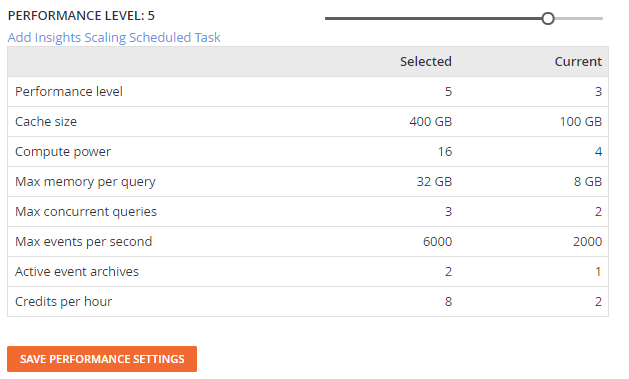 PERFORMANCE LEVEL: 5
Add Insights Scaling Scheduled Task
Selected Current
Performance level 5 3
Cache size 400 GB 100 GB
Compute power 16 4
Max memory per query 32 GB 8 GB
Max concurrent queries 3 2
Max events per second 6000 2000
Active event archives 2 1
Credits per hour 8 2
SAVE PERFORMANCE SETTINGS